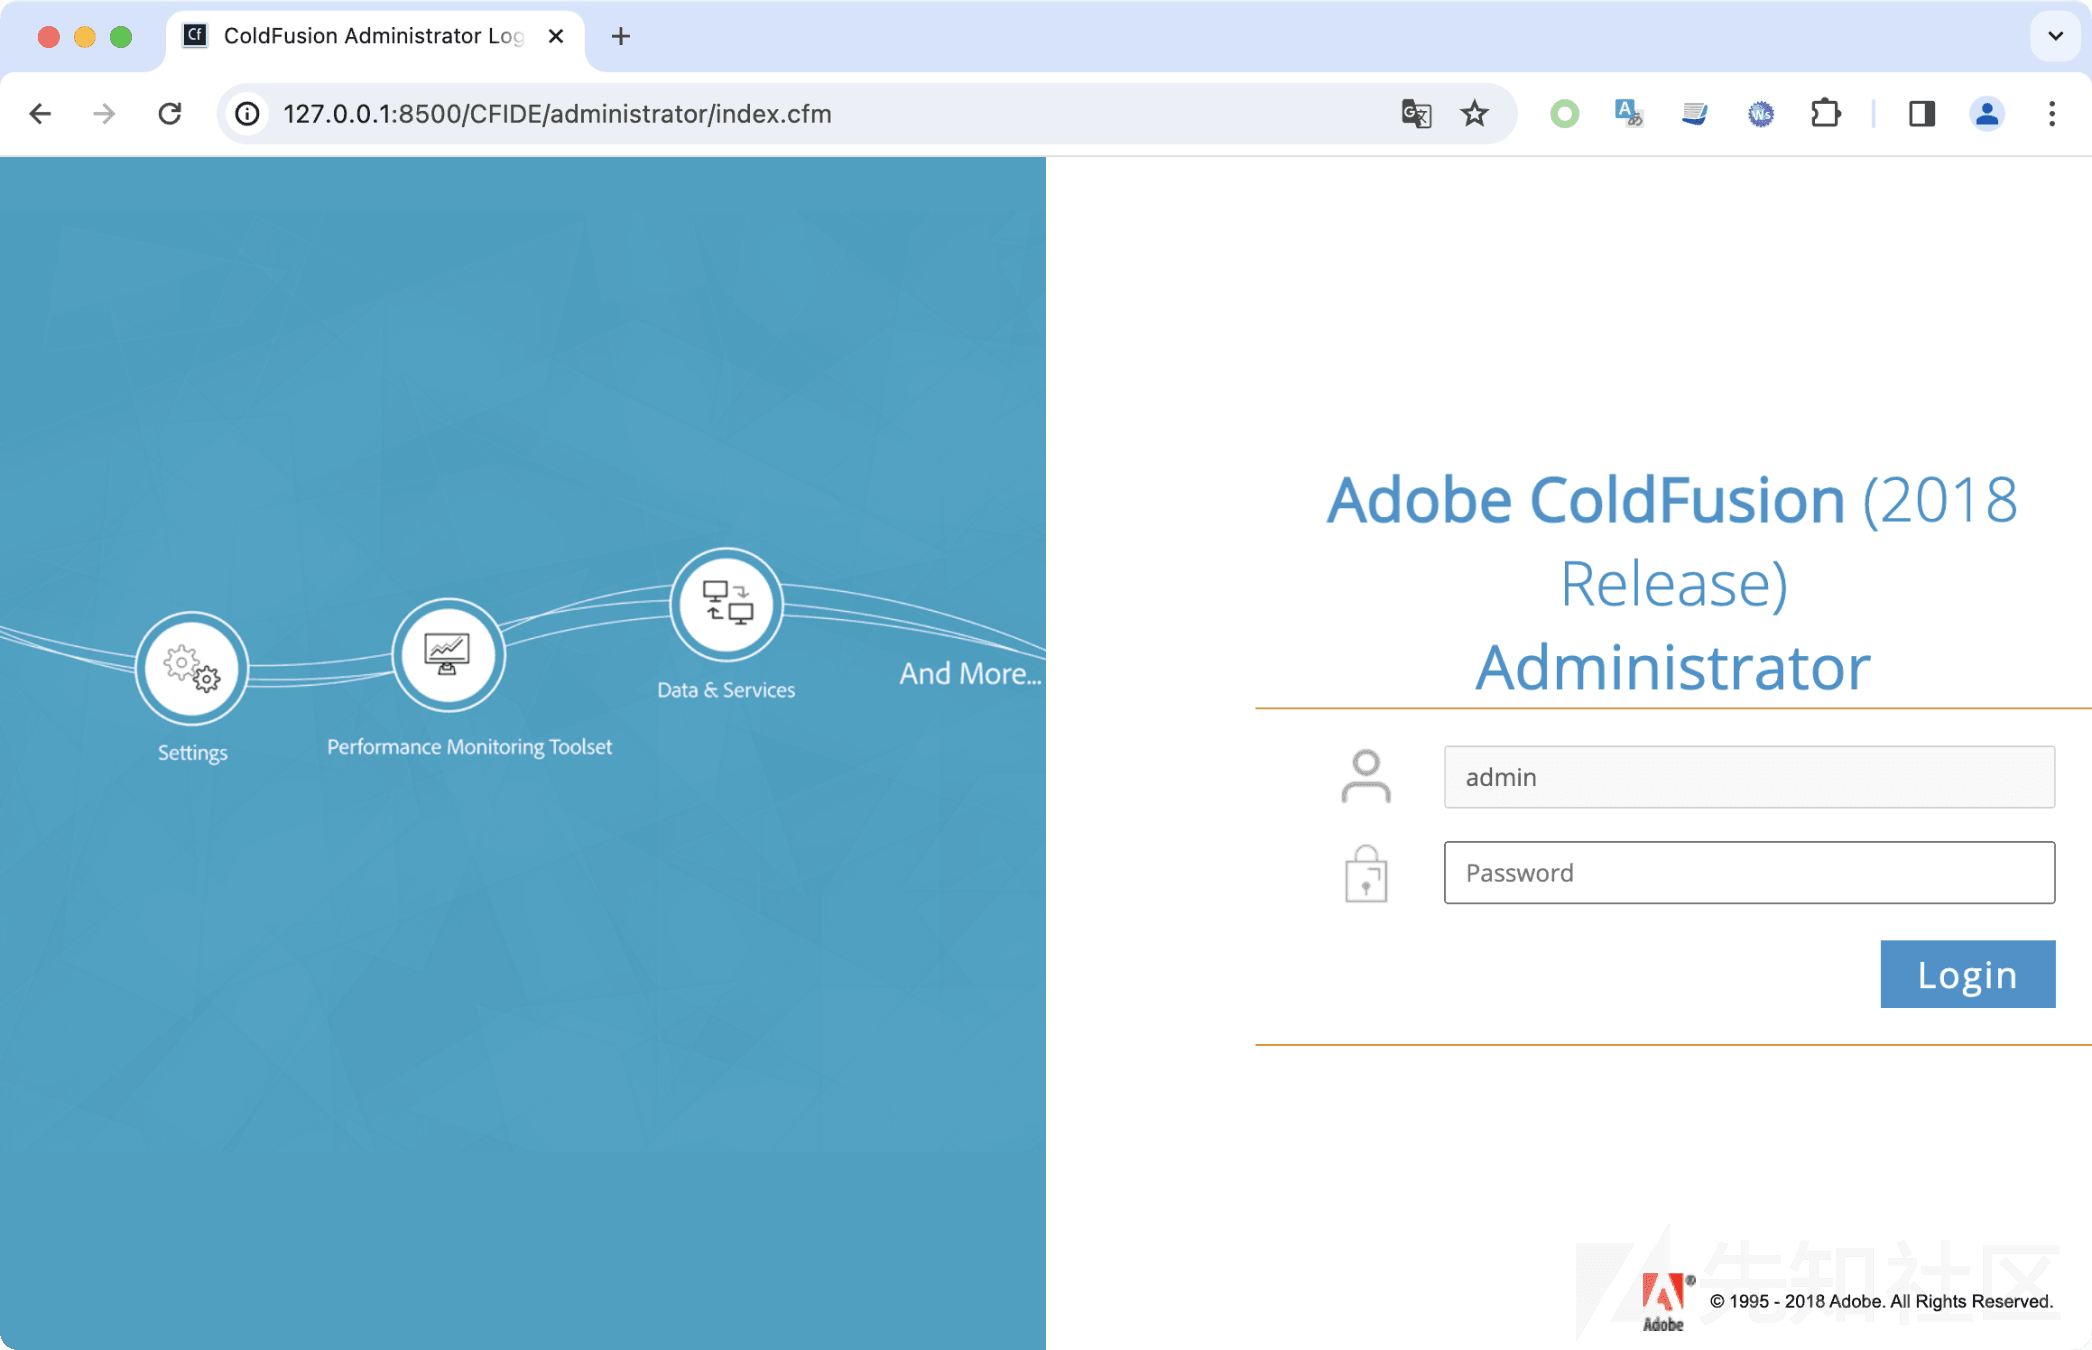 Cf
ColdFusion Administrator Log
127.0.0.1:8500/CFIDE/administrator/index.cfm
Adobe ColdFusion (2018
Release)
Administrator
Data & Services
And More...
Settings
Performance Monitoring Toolset
admin
Password
Login
先知社区
© 1995 - 2018 Adobe. All Rights Reserved.
Adobe